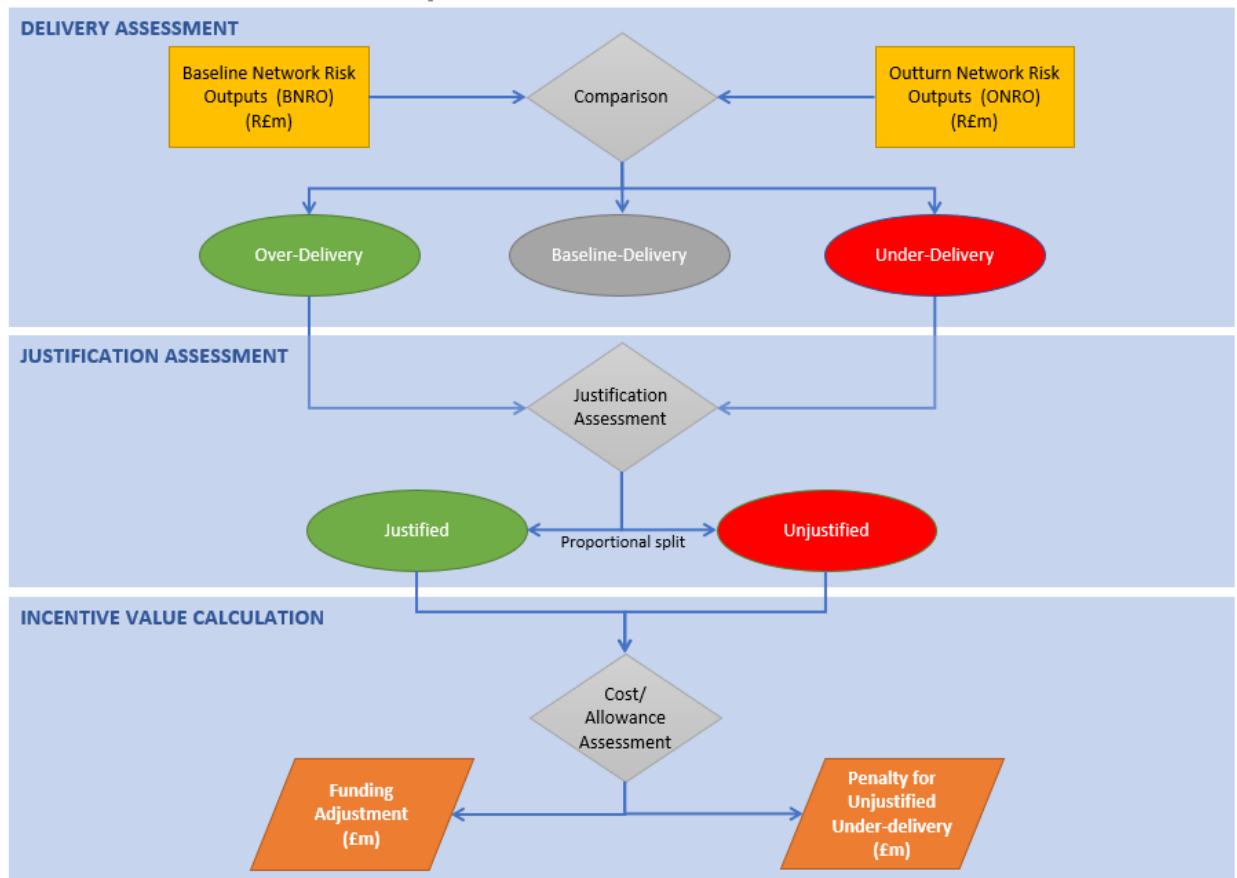 DELIVERY ASSESSMENT
Baseline Network Risk
Outputs (BNRO)
(R£m)
Comparison
Outturn Network Risk
Outputs (ONRO)
(R£m)
Over-Delivery
Baseline-Delivery
Under-Delivery
JUSTIFICATION ASSESSMENT
Justification
Assessment
Justified
Proportional split
Unjustified
INCENTIVE VALUE CALCULATION
Cost/
Allowance
Assessment
Funding
Adjustment
(£m)
Penalty for
Unjustified
Under-delivery
(£m)